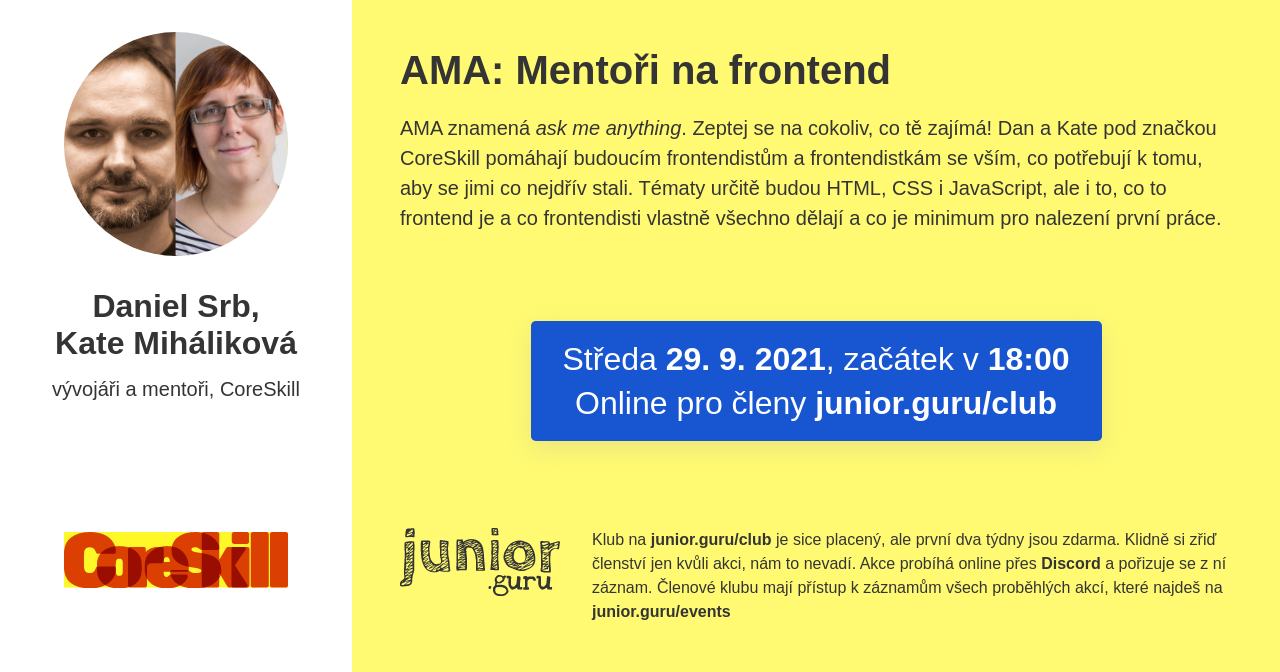 Daniel Srb,
Kate Miháliková
vývojáři a mentoři, CoreSkill
CoreSkill
AMA: Mentoři na frontend
AMA znamená ask me anything. Zeptej se na cokoliv, co tě zajímá! Dan a Kate pod značkou
CoreSkill pomáhají budoucím frontendistům a frontendistkám se vším, co potřebují k tomu,
aby se jimi co nejdřív stali. Tématy určitě budou HTML, CSS i JavaScript, ale i to, co to
frontend je a co frontendisti vlastně všechno dělají a co je minimum pro nalezení první práce.
Středa 29. 9. 2021, začátek v 18:00
Online pro členy junior.guru/club
junior
.guru
Klub na junior.guru/club je sice placený, ale první dva týdny jsou zdarma. Klidně si zřiď
členství jen kvůli akci, nám to nevadí. Akce probíhá online přes Discord a pořizuje se z ní
záznam. Členové klubu mají přístup k záznamům všech proběhlých akcí, které najdeš na
junior.guru/events